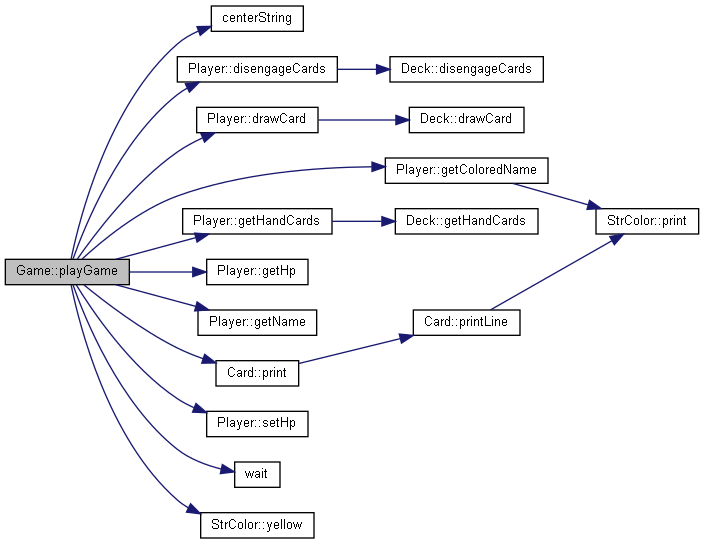 centerString
Player::disengageCards
Deck::disengageCards
Player::drawCard
Deck::drawCard
Player::getColoredName
Player::getHandCards
Deck::getHandCards
StrColor::print
Game::playGame
Player::getHp
Player::getName
Card::printLine
Card::print
Player::setHp
wait
StrColor::yellow